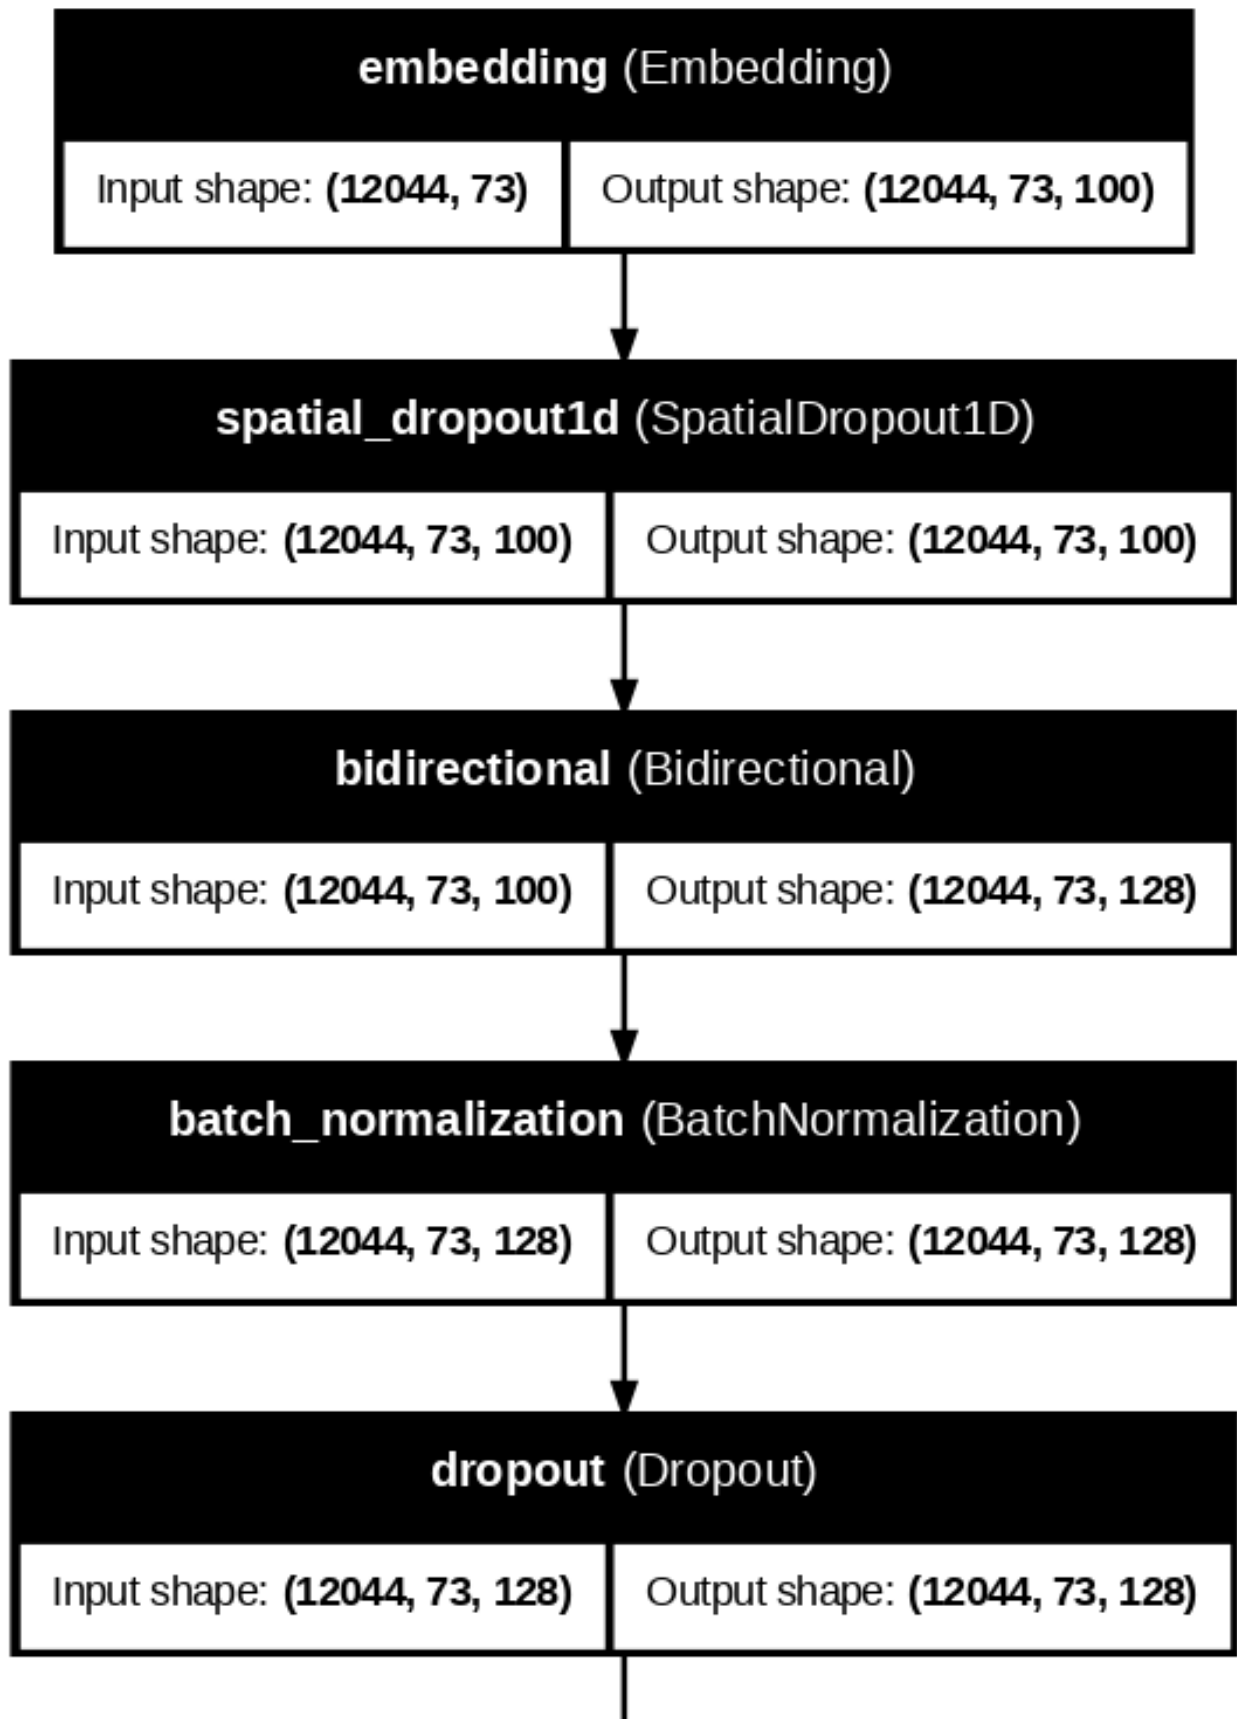 embedding (Embedding)
Input shape: (12044, 73) Output shape: (12044, 73, 100)
spatial_dropout1d (SpatialDropout1D)
Input shape: (12044, 73, 100) Output shape: (12044, 73, 100)
bidirectional (Bidirectional)
Input shape: (12044, 73, 100) Output shape: (12044, 73, 128)
batch_normalization (BatchNormalization)
Input shape: (12044, 73, 128) Output shape: (12044, 73, 128)
dropout (Dropout)
Input shape: (12044, 73, 128) Output shape: (12044, 73, 128)